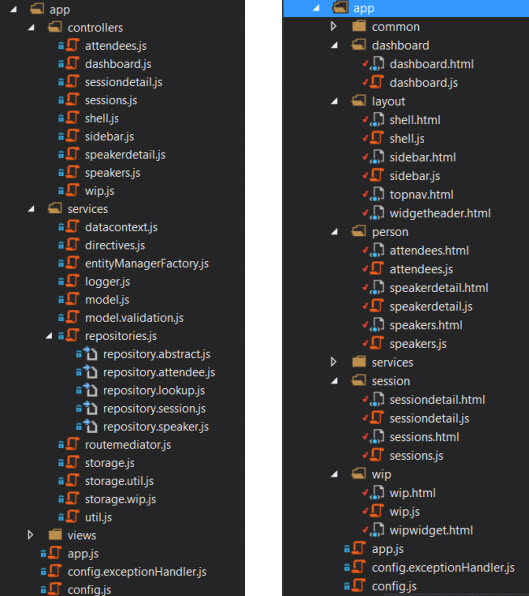 app
controllers
attendees.js
dashboard.js
sessiondetail.js
sessions.js
shell.js
sidebar.js
speakerdetail.js
speakers.js
wip.js
services
datacontext.js
directives.js
entityManagerFactory.js
logger.js
model.js
model.validation.js
repositories.js
repository.abstract.js
repository.attendee.js
repository.lookup.js
repository.session.js
repository.speaker.js
routemediator.js
storage.js
storage.util.js
storage.wip.js
util.js
views
app.js
config.exceptionHandler.js
config.js
app
common
dashboard
dashboard.html
dashboard.js
layout
shell.html
shell.js
sidebar.html
sidebar.js
topnav.html
widgetheader.html
person
attendees.html
attendees.js
speakerdetail.html
speakerdetail.js
speakers.html
speakers.js
services
session
sessiondetail.html
sessiondetail.js
sessions.html
sessions.js
wip
wip.html
wip.js
wipwidget.html
app.js
config.exceptionHandler.js
config.js